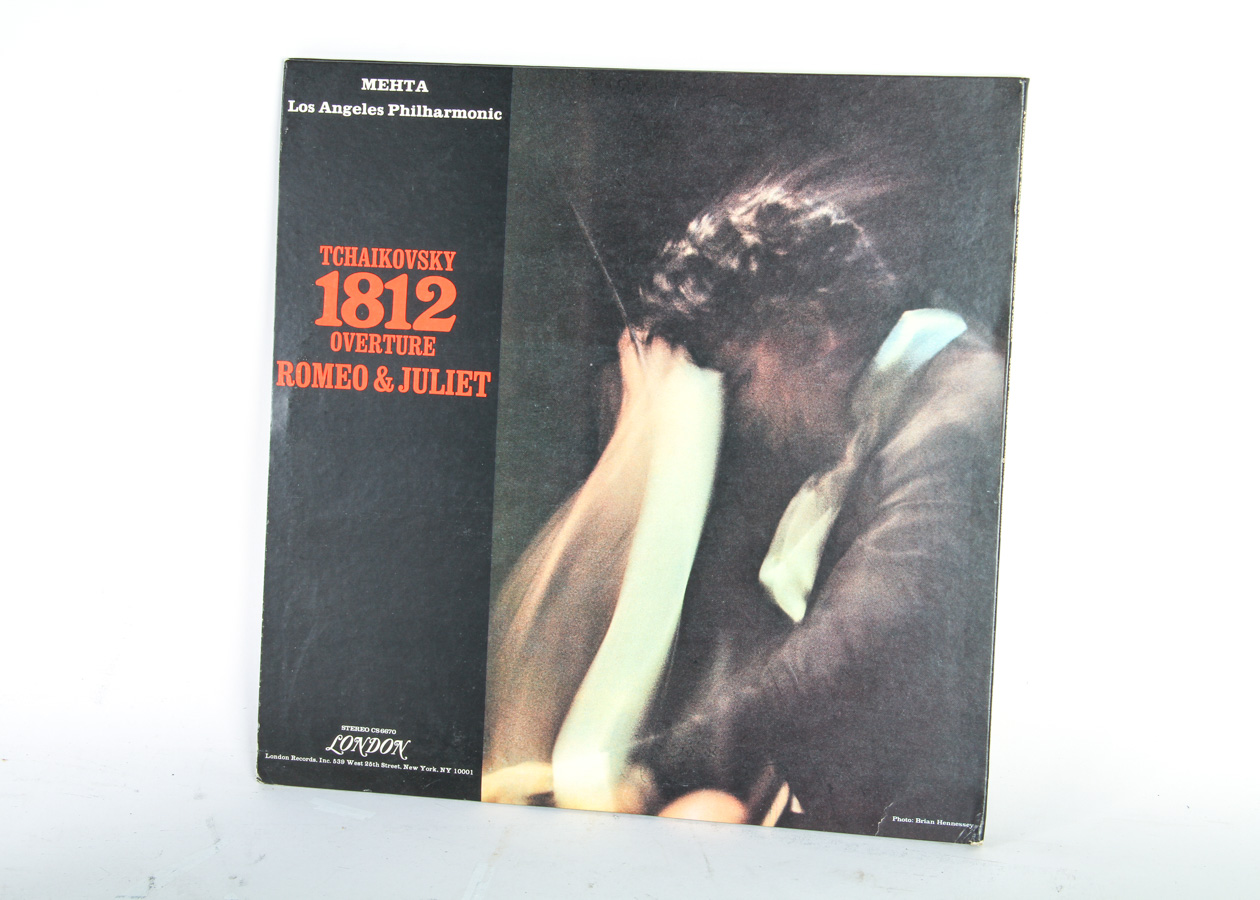 MEHTA
Los Angeles Philharmonic
TCHAIKOVSKY
1812
OVERTURE
ROMEO & JULIET
STEREO CS 6670
LONDON
London Records, Inc. 539 West 25th Street, New York, NY 10001
Photo: Brian Hennessey